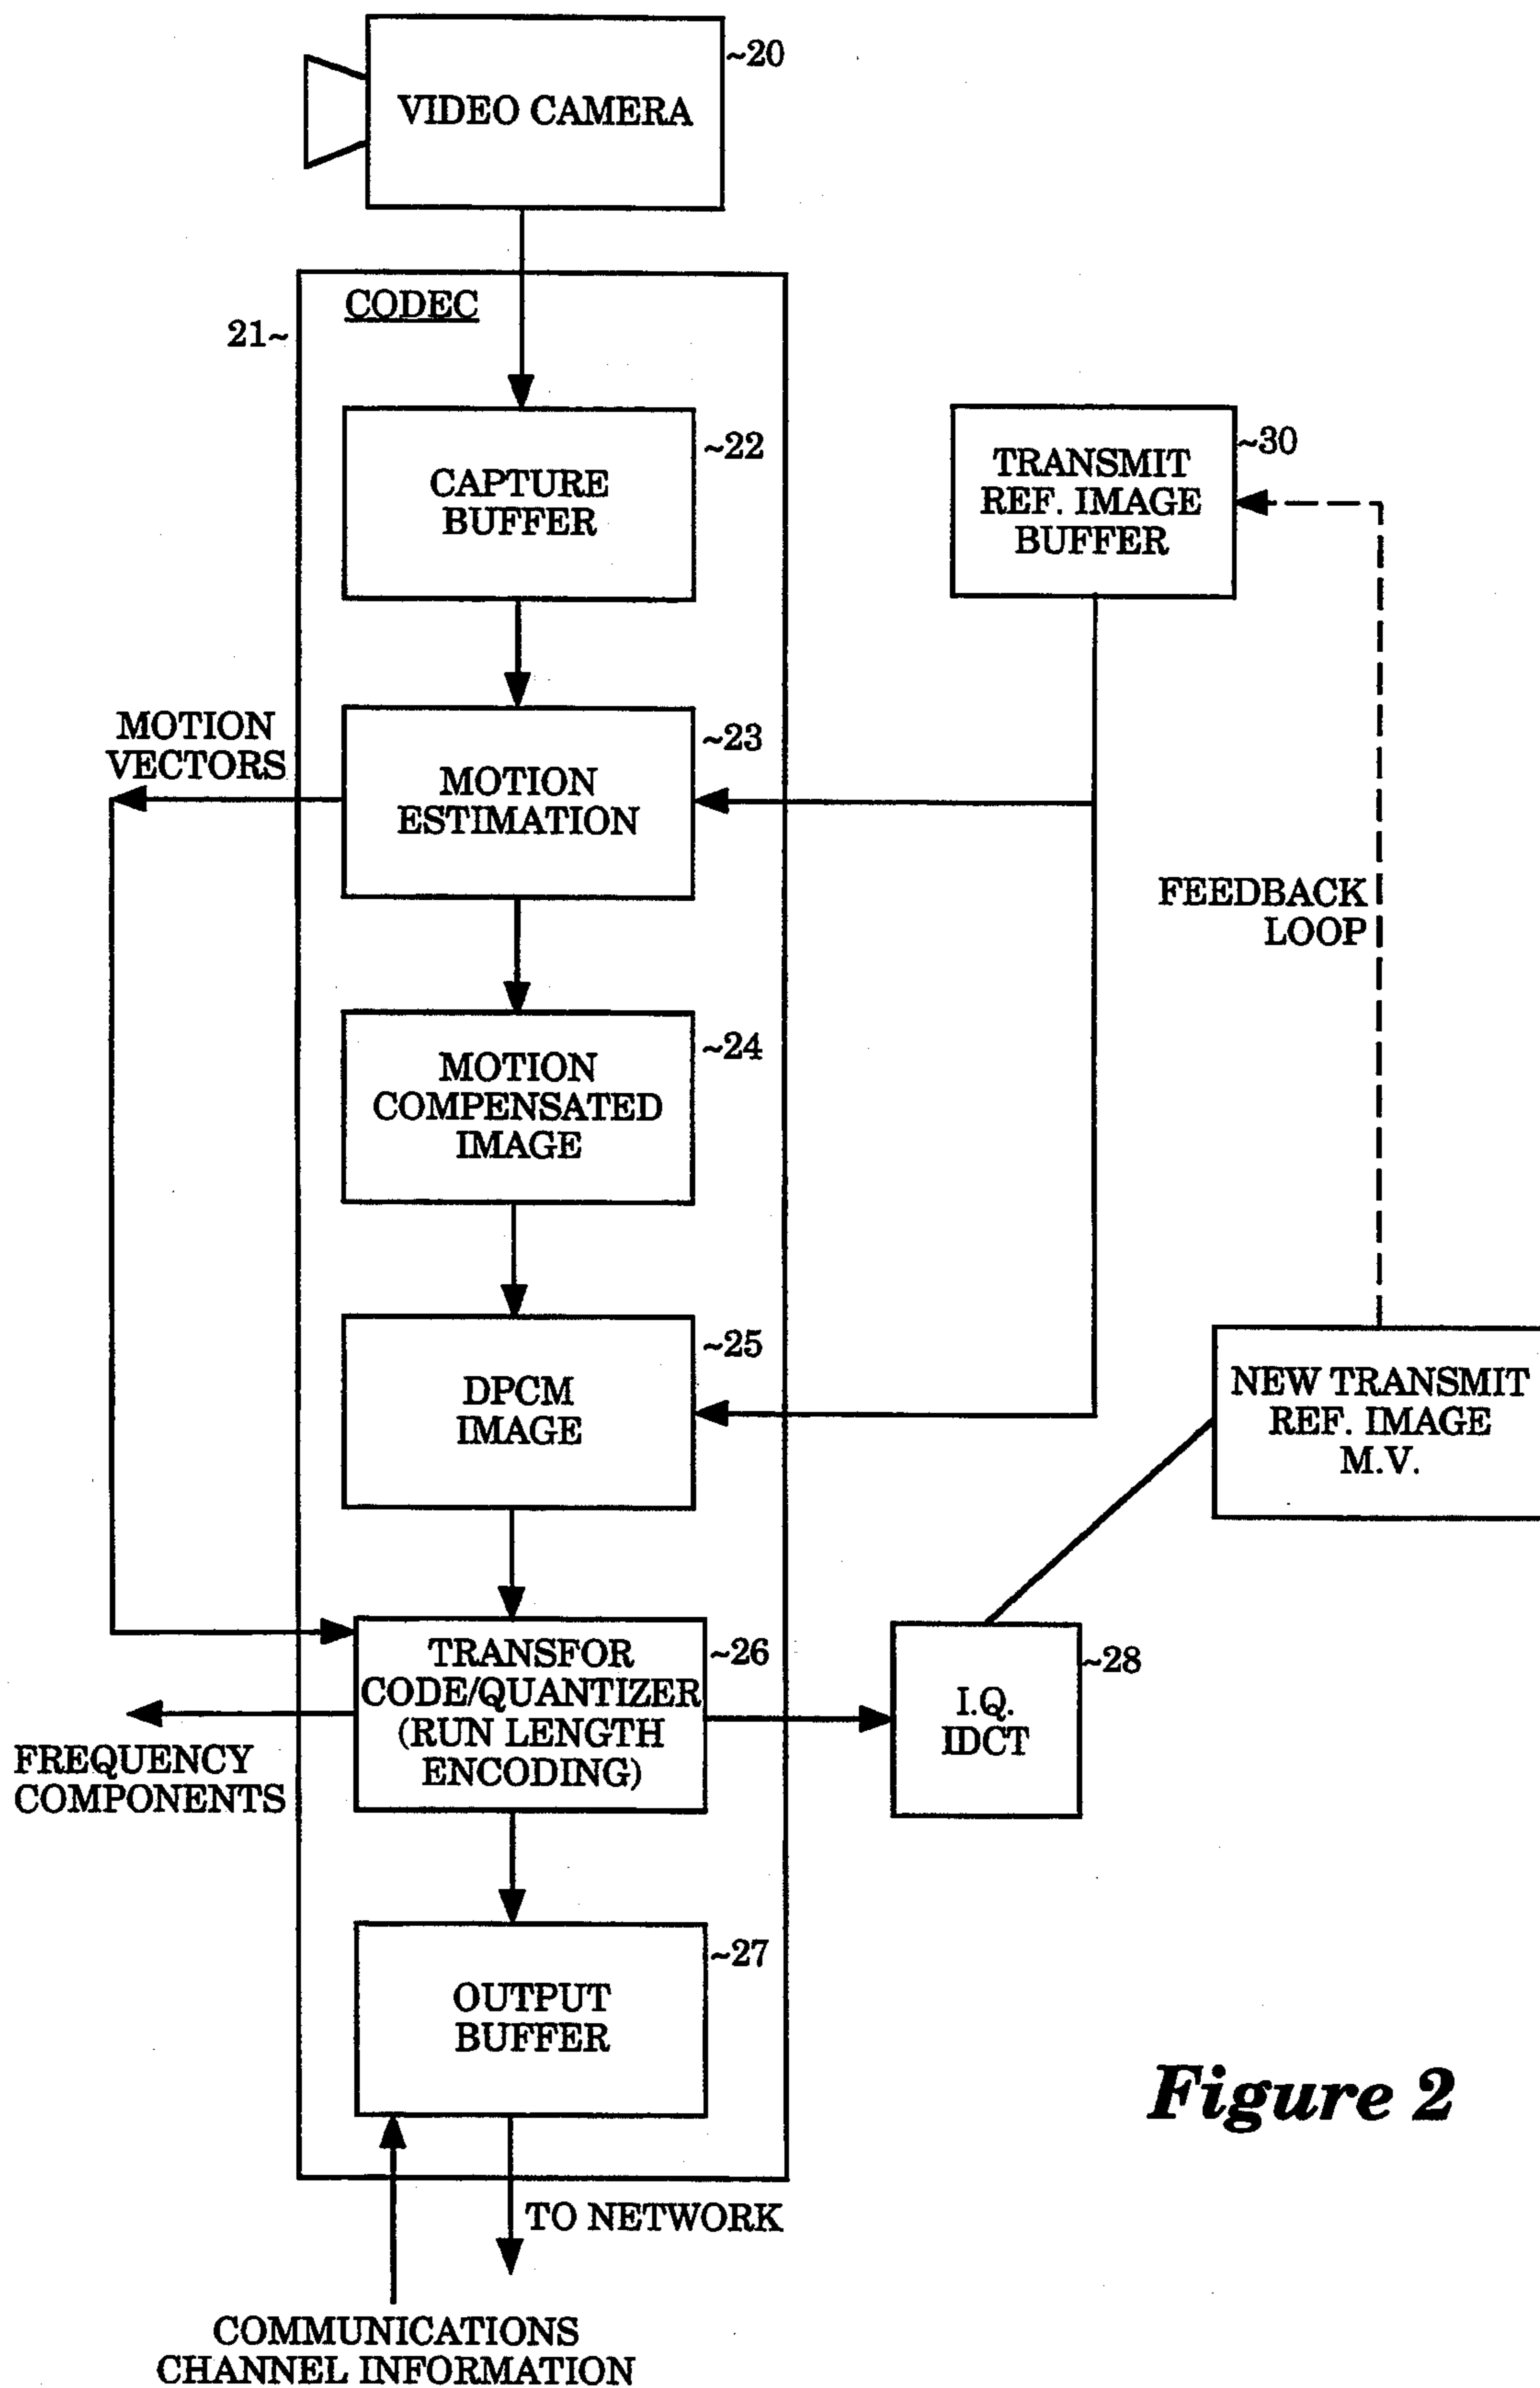 ~20
VIDEO CAMERA
CODEC
21~
~22
CAPTURE
BUFFER
~30
TRANSMIT
REF. IMAGE
BUFFER
MOTION
VECTORS
~23
MOTION
ESTIMATION
FEEDBACK
LOOP
~24
MOTION
COMPENSATED
IMAGE
~25
DPCM
IMAGE
NEW TRANSMIT
REF. IMAGE
M.V.
~26
TRANSFOR
CODE/QUANTIZER
(RUN LENGTH
ENCODING)
~28
I.Q.
IDCT
FREQUENCY
COMPONENTS
~27
OUTPUT
BUFFER
Figure 2
TO NETWORK
COMMUNICATIONS
CHANNEL INFORMATION